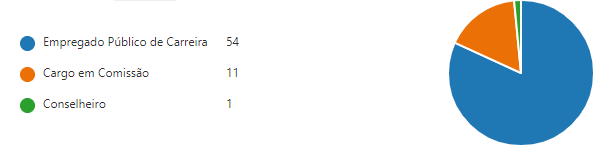 Empregado Público de Carreira 54
Cargo em Comissão 11
Conselheiro 1